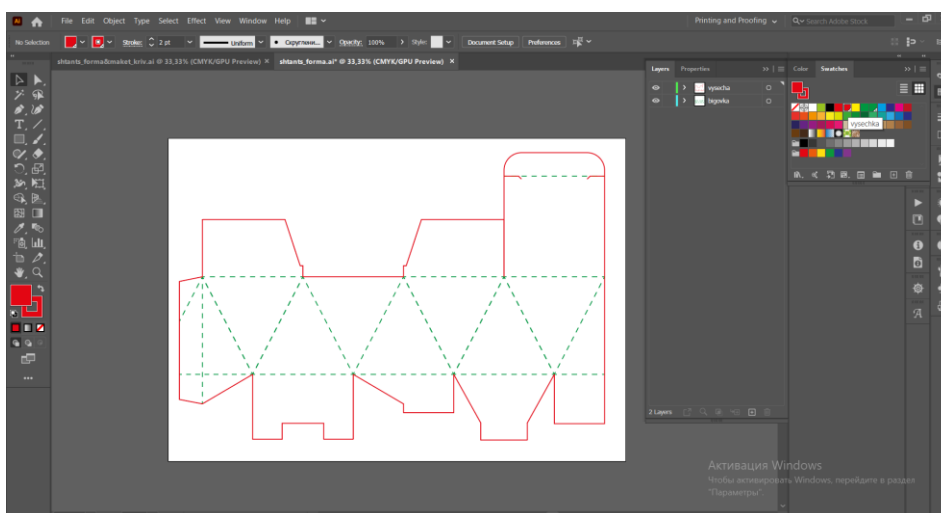 Ai File Edit Object Type Select Effect View Window Help Printing and Proofing Search Adobe Stock
No Selection Stroke: 2 pt Uniform Скруглени... Opacity: 100% Style: Document Setup Preferences
shtants_forma&maket_kriv.ai @ 33,33% (CMYK/GPU Preview) × shtants_forma.ai* @ 33,33% (CMYK/GPU Preview) ×
Layers Properties Color Swatches
vysecha
bigovka
vysechka
2 Layers
Активация Windows
Чтобы активировать Windows, перейдите в раздел
"Параметры".